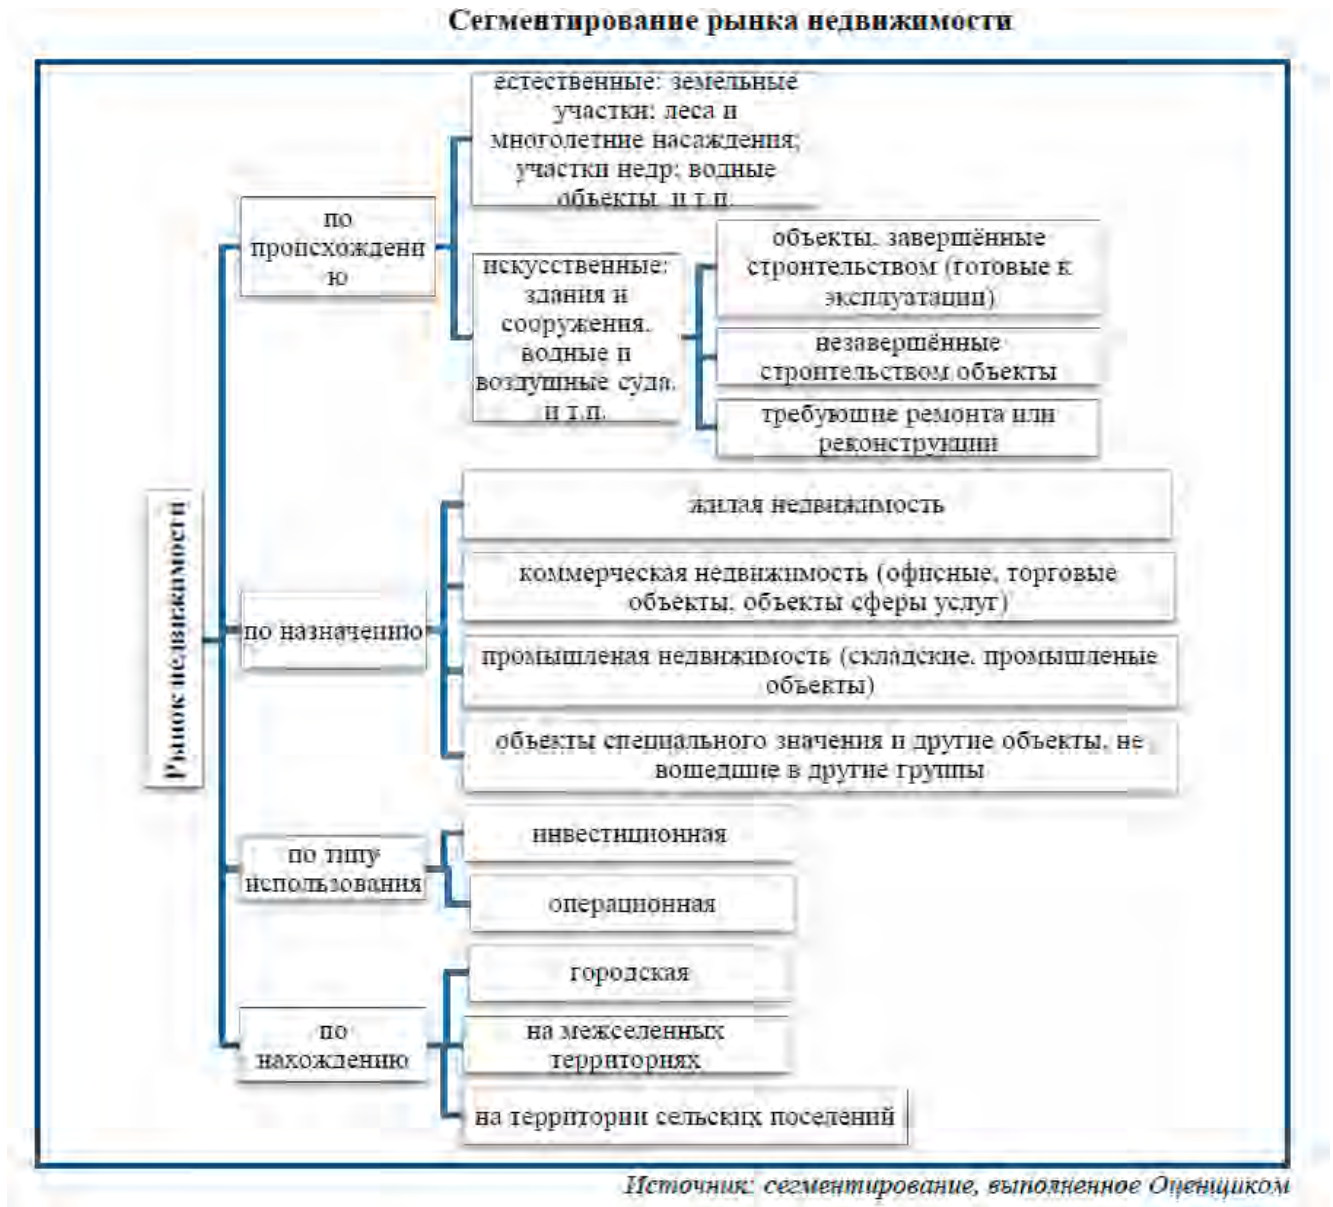 Сегментирование рынка недвижимости
естественные: земельные
участки; леса и
многолетние насаждения;
участки недр; водные
объекты, и т.п.
по
происхождени
ю
искусственные:
здания и
сооружения,
водные и
воздушные суда,
и т.п.
объекты, завершённые
строительством (готовые к
эксплуатации)
незавершённые
строительством объекты
требующие ремонта или
реконструкции
Рынок недвижимости
по назначению
жилая недвижимость
коммерческая недвижимость (офисные, торговые
объекты, объекты сферы услуг)
промышленая недвижимость (складские, промышленые
объекты)
объекты специального значения и другие объекты, не
вошедшие в другие группы
по типу
использования
инвестиционная
операционная
по
нахождению
городская
на межселенных
территориях
на территории сельских поселений
Источник: сегментирование, выполненное Оценщиком